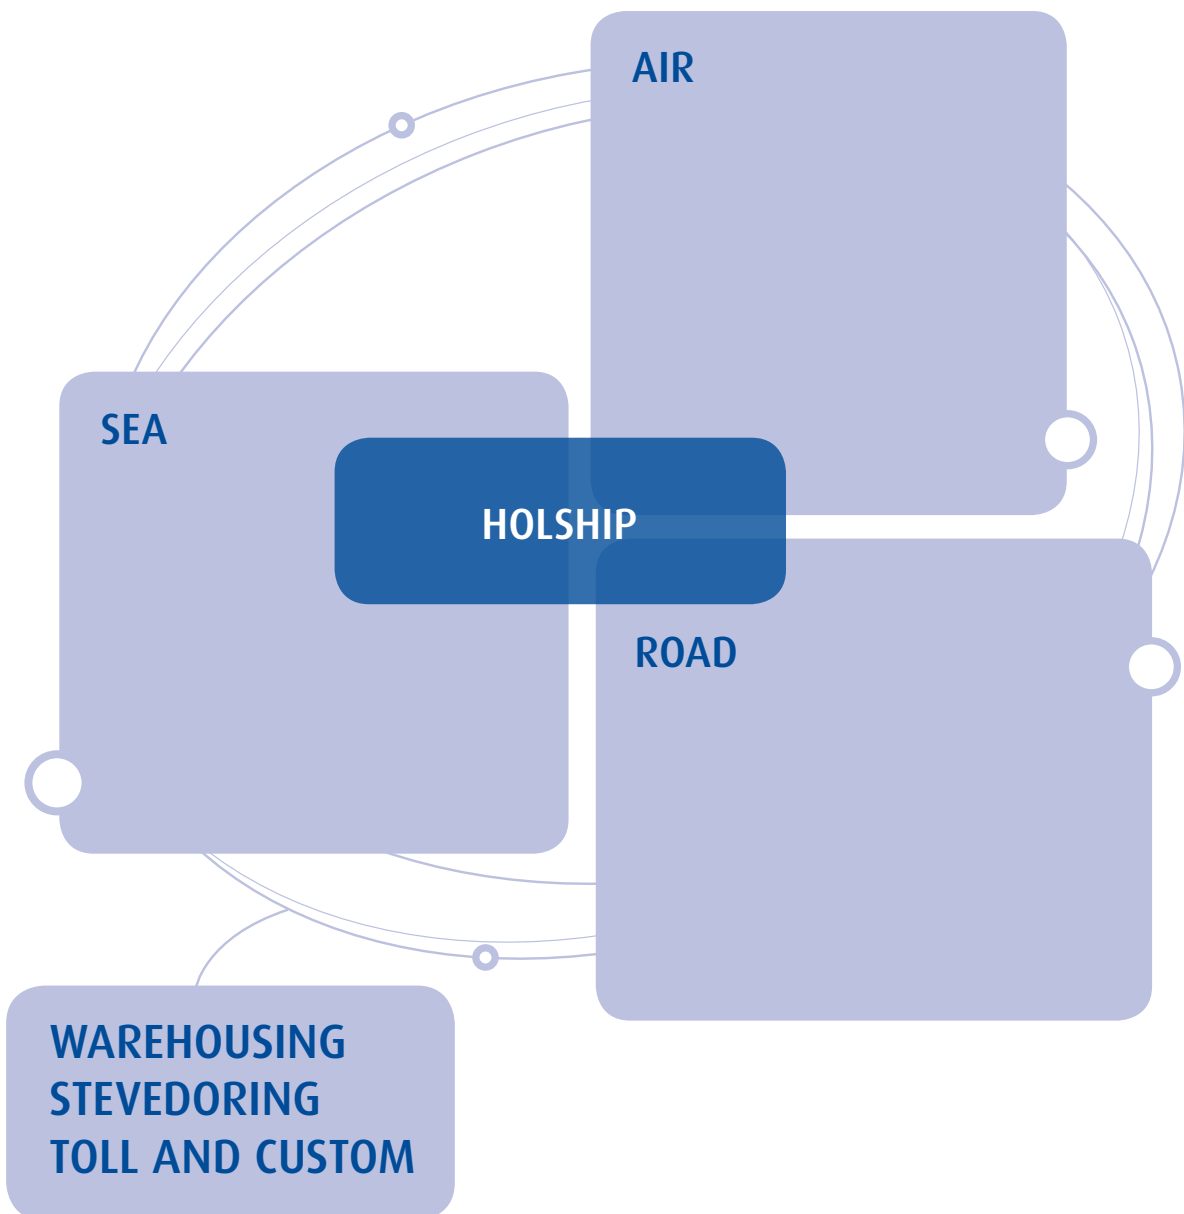 AIR
SEA
HOLSHIP
ROAD
WAREHOUSING
STEVEDORING
TOLL AND CUSTOM